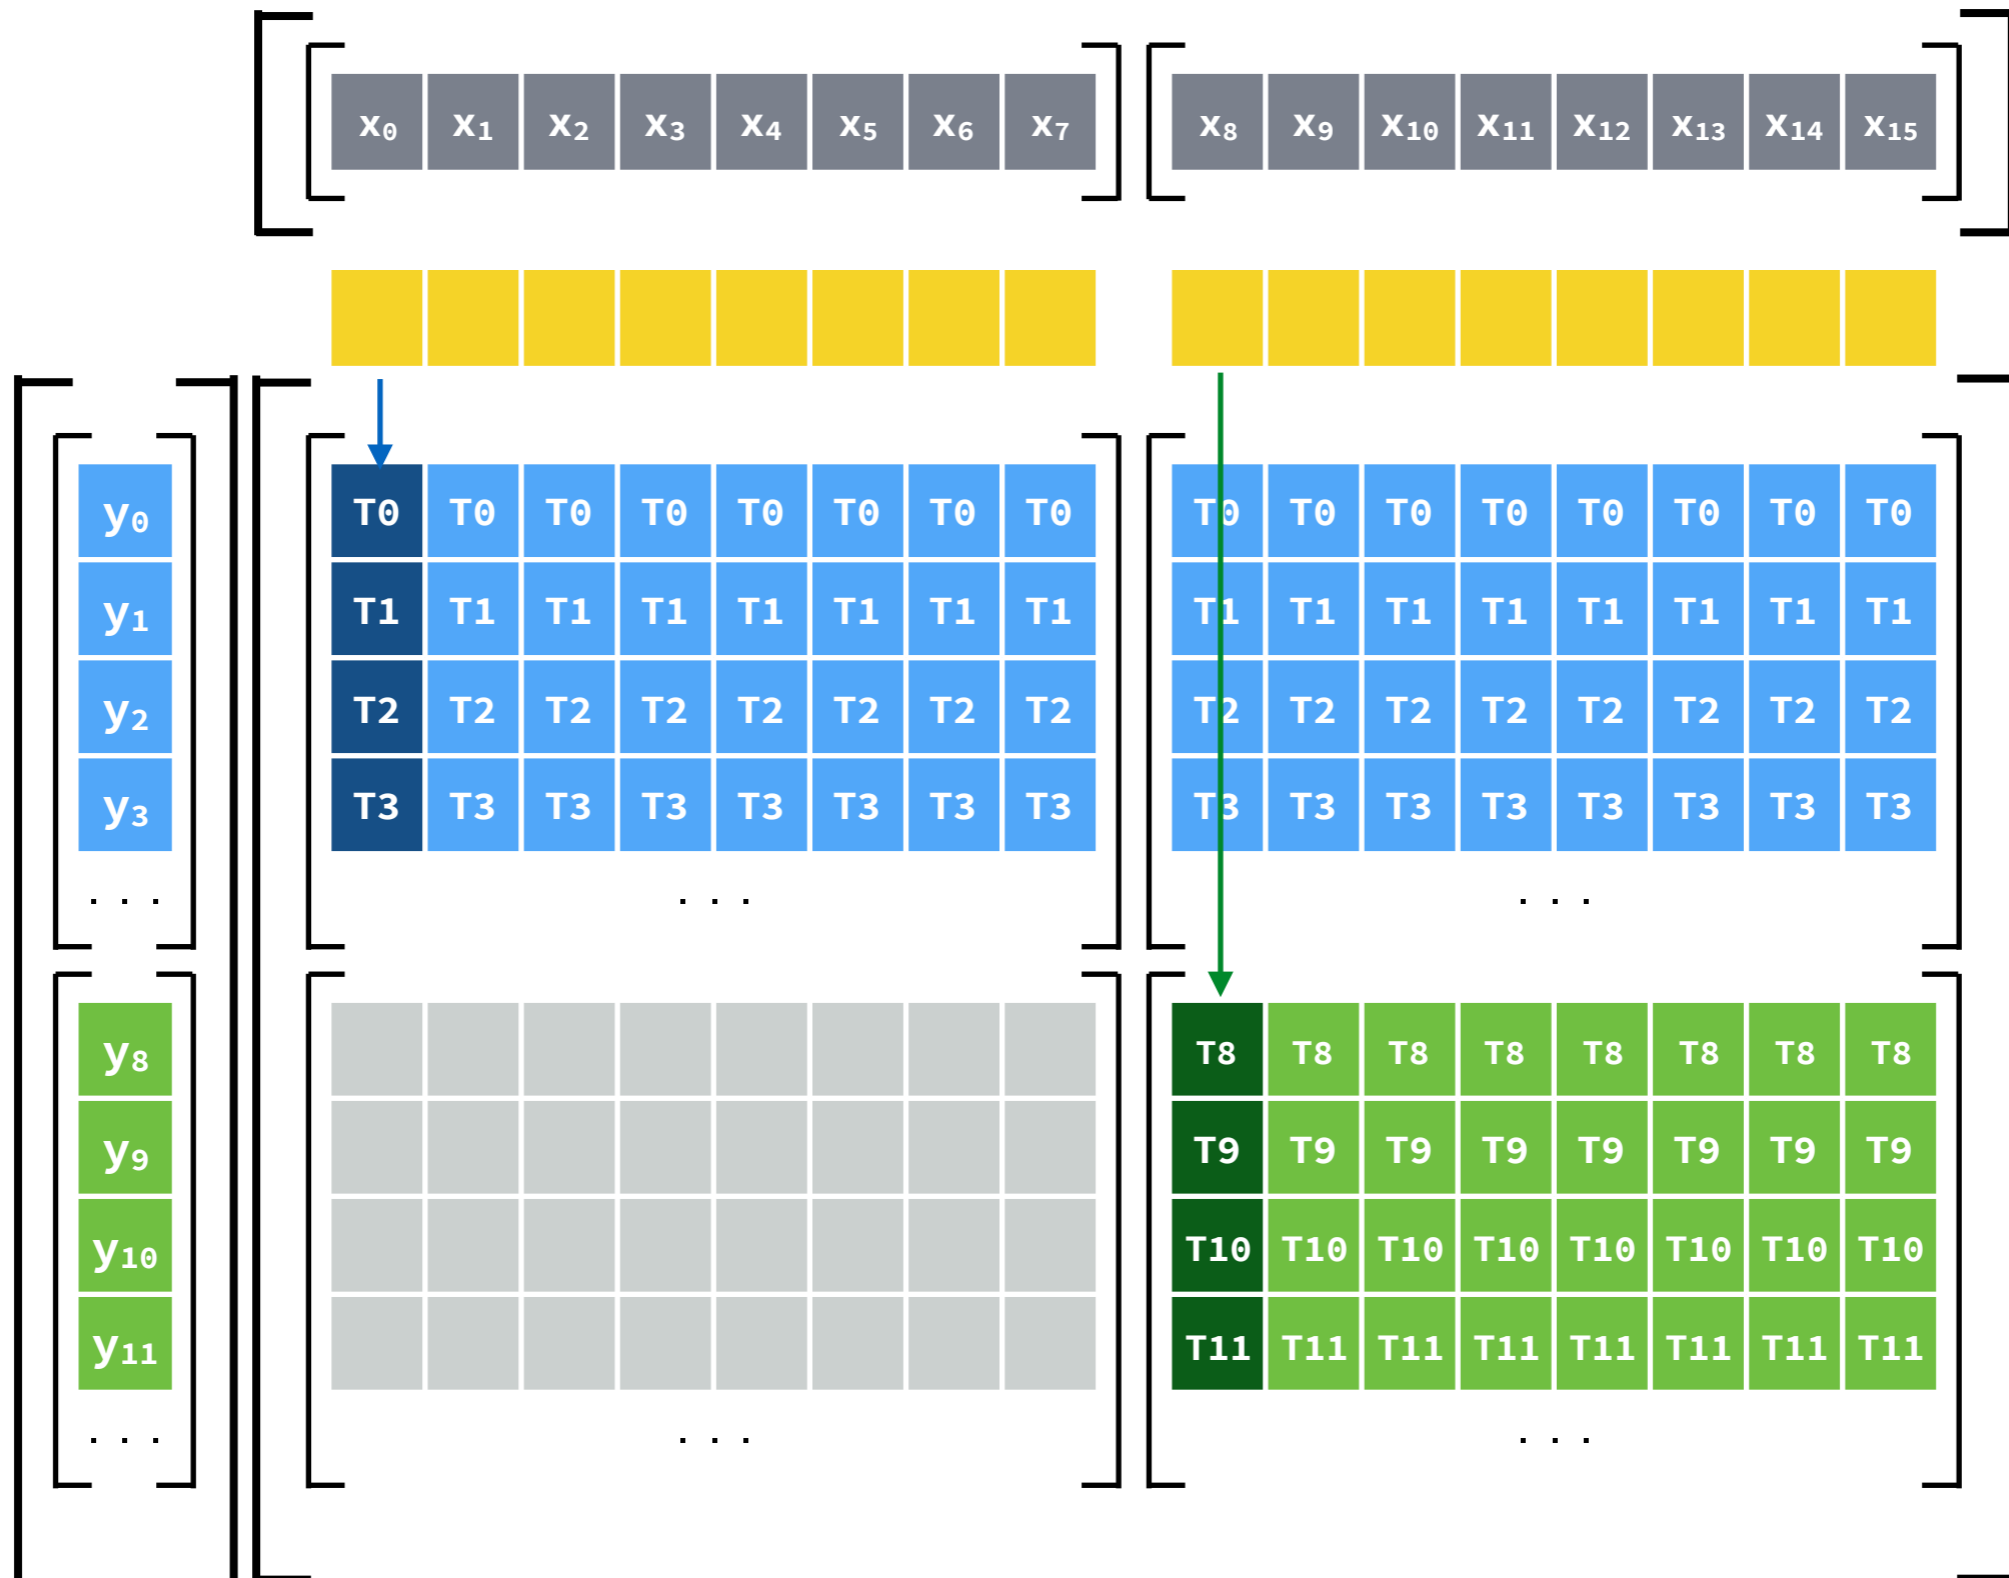 x₀ x₁ x₂ x₃ x₄ x₅ x₆ x₇ x₈ x₉ x₁₀ x₁₁ x₁₂ x₁₃ x₁₄ x₁₅
y₀ T0 T0 T0 T0 T0 T0 T0 T0 T0 T0 T0 T0 T0 T0 T0 T0
y₁ T1 T1 T1 T1 T1 T1 T1 T1 T1 T1 T1 T1 T1 T1 T1 T1
y₂ T2 T2 T2 T2 T2 T2 T2 T2 T2 T2 T2 T2 T2 T2 T2 T2
y₃ T3 T3 T3 T3 T3 T3 T3 T3 T3 T3 T3 T3 T3 T3 T3 T3
. . . . . . . . .
y₈ T8 T8 T8 T8 T8 T8 T8 T8
y₉ T9 T9 T9 T9 T9 T9 T9 T9
y₁₀ T10 T10 T10 T10 T10 T10 T10 T10
y₁₁ T11 T11 T11 T11 T11 T11 T11 T11
. . . . . . . . .